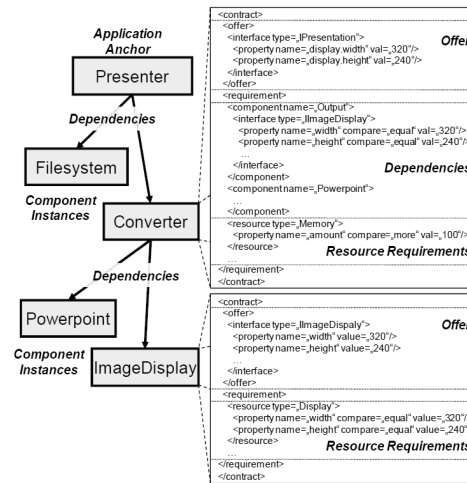 Application
Anchor
Presenter
Dependencies
Filesystem
Component
Instances
Converter
Dependencies
Powerpoint
Component
Instances
ImageDisplay
<contract>
<offer>
Offer
<interface type=„IPresentation“>
<property name=„display.width“ val=„320“/>
<property name=„display.height“ val=„240“/>
</interface>
</offer>
<requirement>
<component name=„Output“>
<interface type=„IImageDisplay“>
<property name=„width“ compare=„equal“ val=„320“/>
<property name=„height“ compare=„equal“ val=„240“/>
...
</interface>
Dependencies
</component>
<component name=„Powerpoint“>
...
</component>
<resource type=„Memory“>
<property name=„amount“ compare=„more“ val=„100“/>
</resource>
Resource Requirements
...
</requirement>
</contract>
<contract>
<offer>
Offer
<interface type=„IImageDispaly“>
<property name=„width“ value=„320“/>
<property name=„height“ value=„240“/>
...
</interface>
</offer>
<requirement>
<resource type=„Display“>
<property name=„width“ compare=„equal“ value=„320“/>
<property name=„height“ compare=„equal“ value=„240“
</resource>
Resource Requirements
...
</requirement>
</contract>